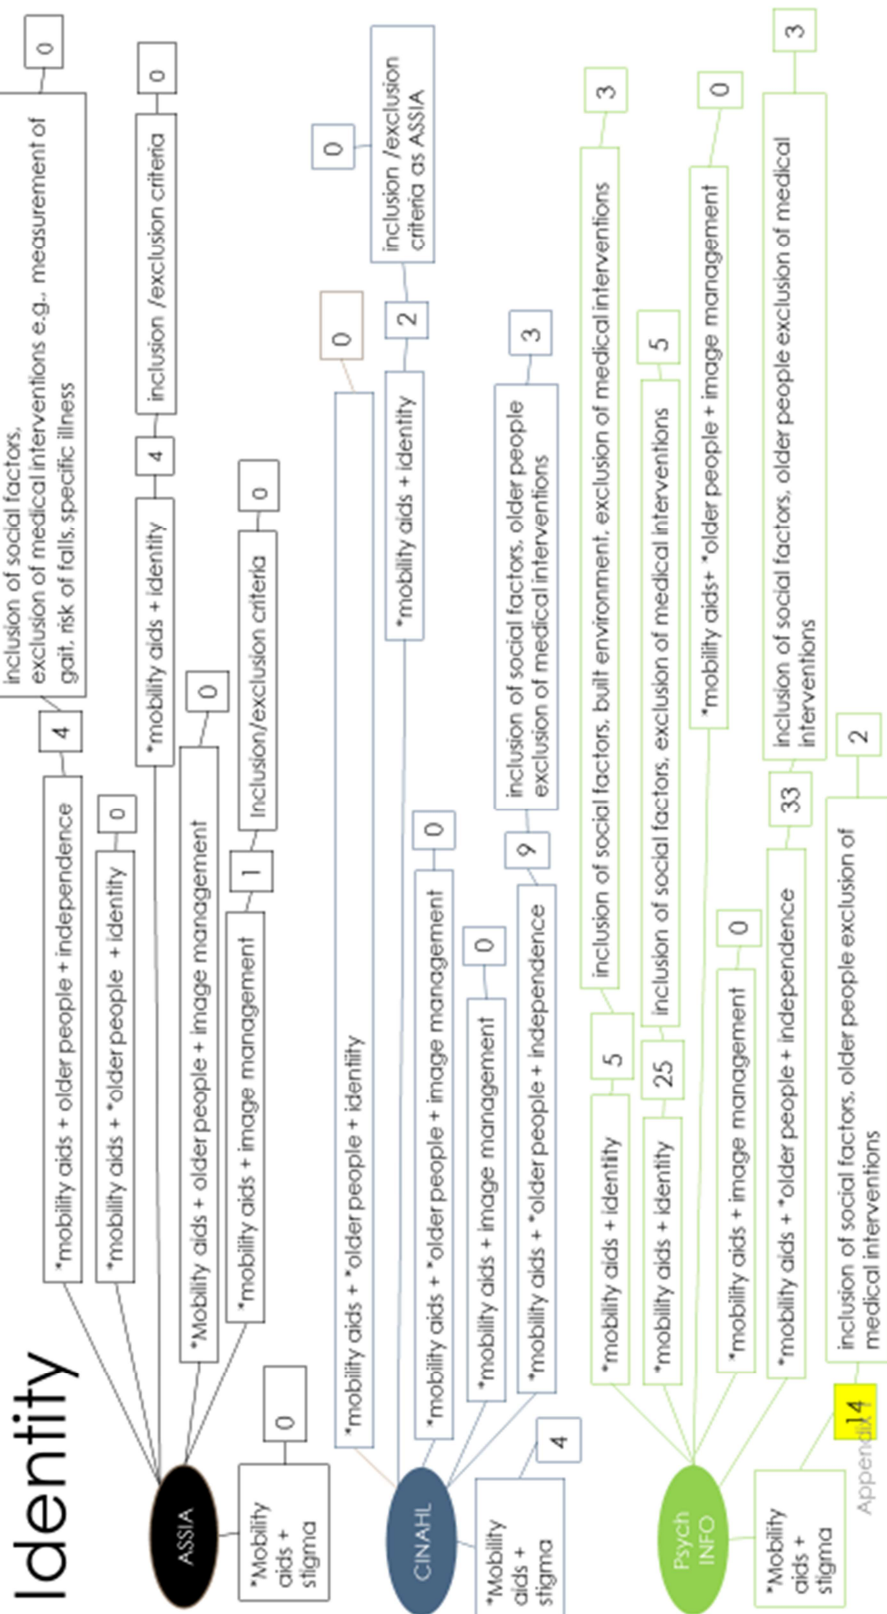 Identity
ASSIA
*mobility aids + older people + independence
4
inclusion of social factors,
exclusion of medical interventions e.g., measurement of
gait, risk of falls, specific illness
0
*mobility aids + *older people + identity
0
*mobility aids + identity
4
inclusion /exclusion criteria
0
*Mobility aids + older people + image management
0
*mobility aids + image management
1
Inclusion/exclusion criteria
0
*Mobility
aids +
stigma
0
CINAHL
*mobility aids + *older people + identiity
0
*mobility aids + identity
2
inclusion /exclusion
criteria as ASSIA
0
*mobility aids + *older people + image management
0
*mobility aids + image management
0
*mobility aids + *older people + independence
9
inclusion of social factors, older people
exclusion of medical interventions
3
*Mobility
aids +
stigma
4
Psych
INFO
*mobility aids + identity
5
inclusion of social factors, built environment, exclusion of medical interventions
3
*mobility aids + identity
25
inclusion of social factors, exclusion of medical interventions
5
*mobility aids+ *older people + image management
0
*mobility aids + image management
0
*mobility aids + *older people + independence
33
inclusion of social factors, older people exclusion of medical
interventions
3
*Mobility
aids +
stigma
14
inclusion of social factors, older people exclusion of
medical interventions
2
Appendix